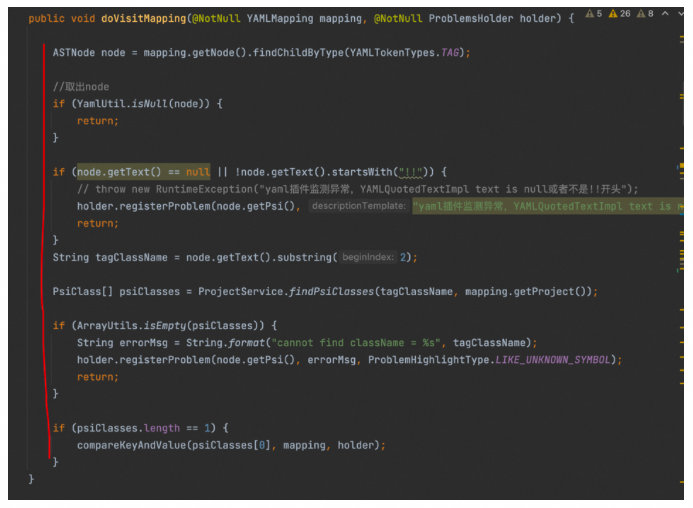 public void doVisitMapping(@NotNull YAMLMapping mapping, @NotNull ProblemsHolder holder) { 5 26 8
ASTNode node = mapping.getNode().findChildByType(YAMLTokenTypes.TAG);
//取出node
if (YamlUtil.isNull(node)) {
return;
}
if (node.getText() == null || !node.getText().startsWith("!!")) {
// throw new RuntimeException("yaml插件监测异常，YAMLQuotedTextImpl text is null或者不是!!开头");
holder.registerProblem(node.getPsi(), descriptionTemplate: "yaml插件监测异常，YAMLQuotedTextImpl text is
return;
}
String tagClassName = node.getText().substring( beginIndex: 2);
PsiClass[] psiClasses = ProjectService.findPsiClasses(tagClassName, mapping.getProject());
if (ArrayUtils.isEmpty(psiClasses)) {
String errorMsg = String.format("cannot find className = %s", tagClassName);
holder.registerProblem(node.getPsi(), errorMsg, ProblemHighlightType.LIKE_UNKNOWN_SYMBOL);
return;
}
if (psiClasses.length == 1) {
compareKeyAndValue(psiClasses[0], mapping, holder);
}
}